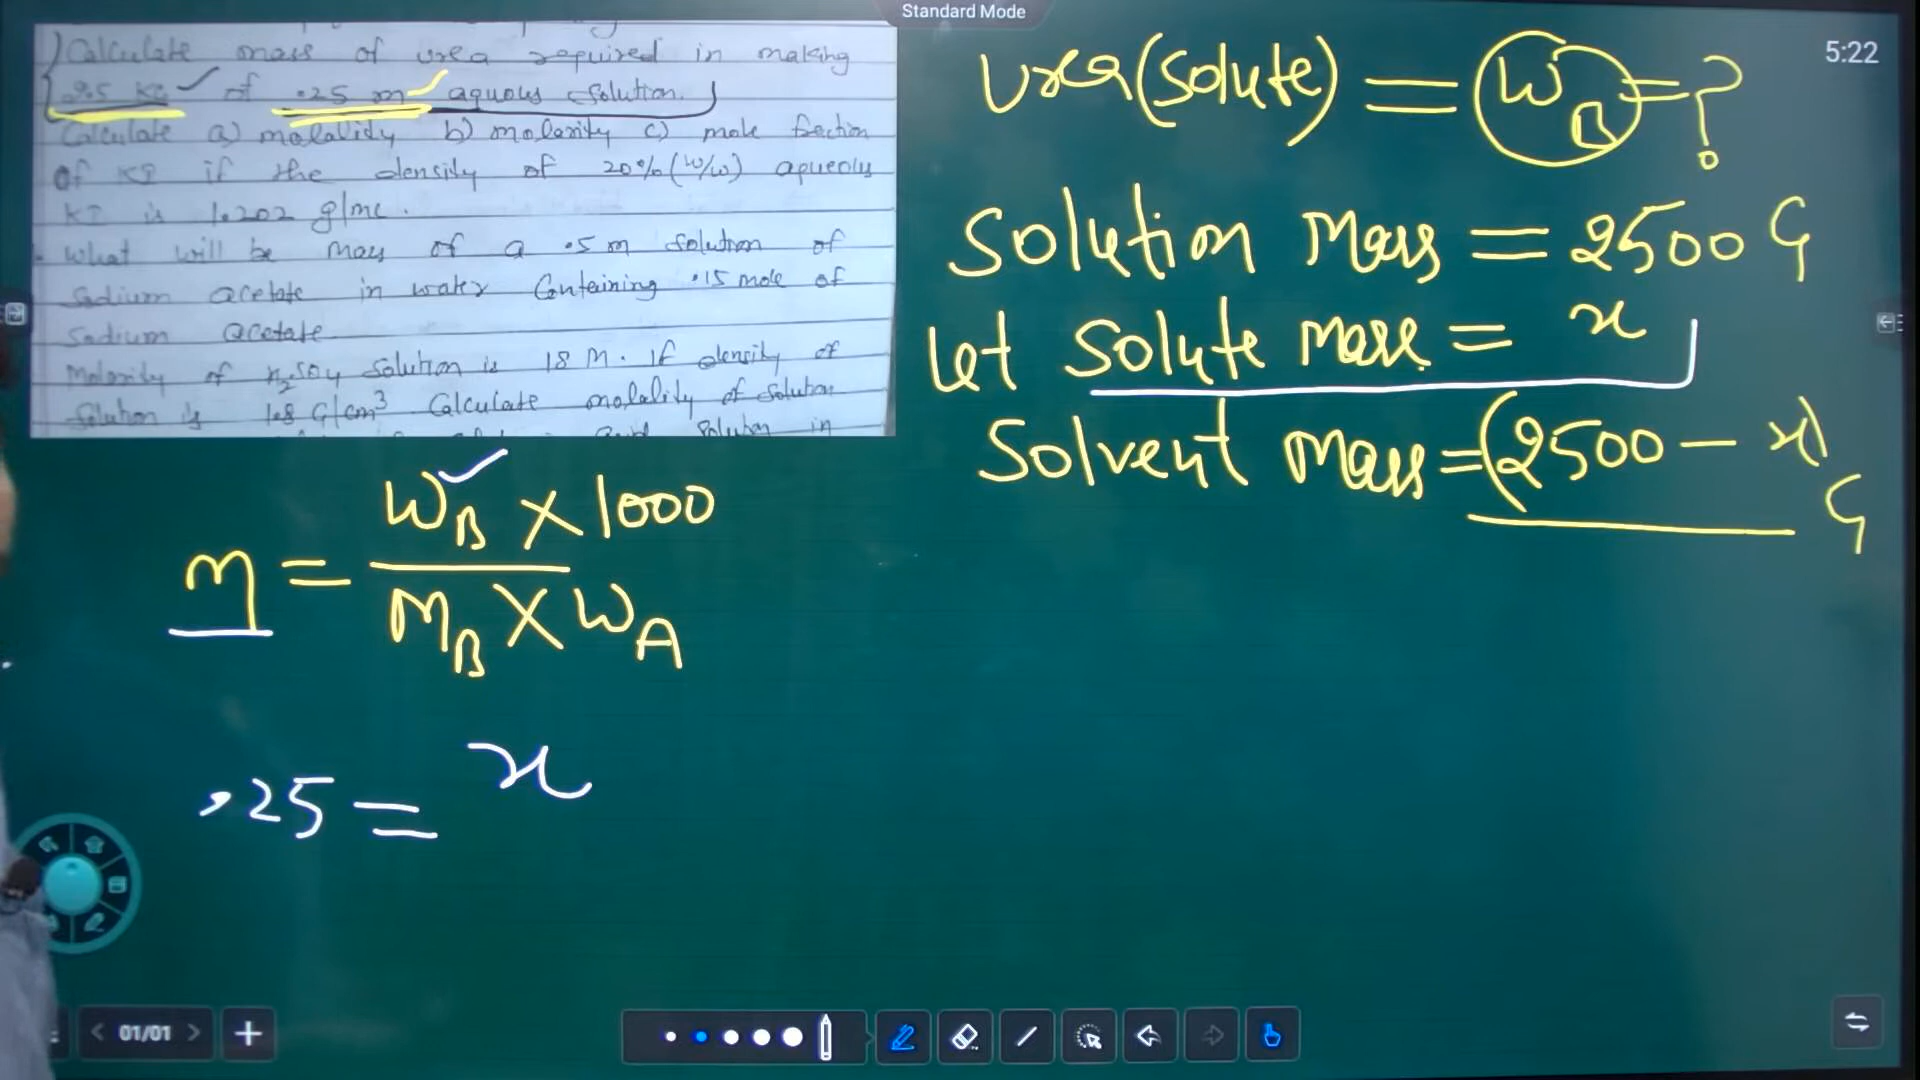 Standard Mode
5:22
) Calculate mass of urea required in making
2.5 KG of .25 m aquous solution.
Calculate a) molality b) molarity c) mole fraction
of KI if the density of 20% (w/w) aqueous
KI is 1.202 g/mL.
What will be mass of a .5 m solution of
Sodium acetate in water Containing .15 mole of
Sodium acetate
Molarity of H2SO4 Solution is 18 M. If density of
Solution is 1.8 G/cm3 Calculate molality of solution
acid solution in
Urea(Solute) = WB = ?
Solution Mass = 2500 G
Let Solute mass = x
Solvent Mass = (2500 - x) G
m = WB X 1000
MB X WA
.25 = x
01/01